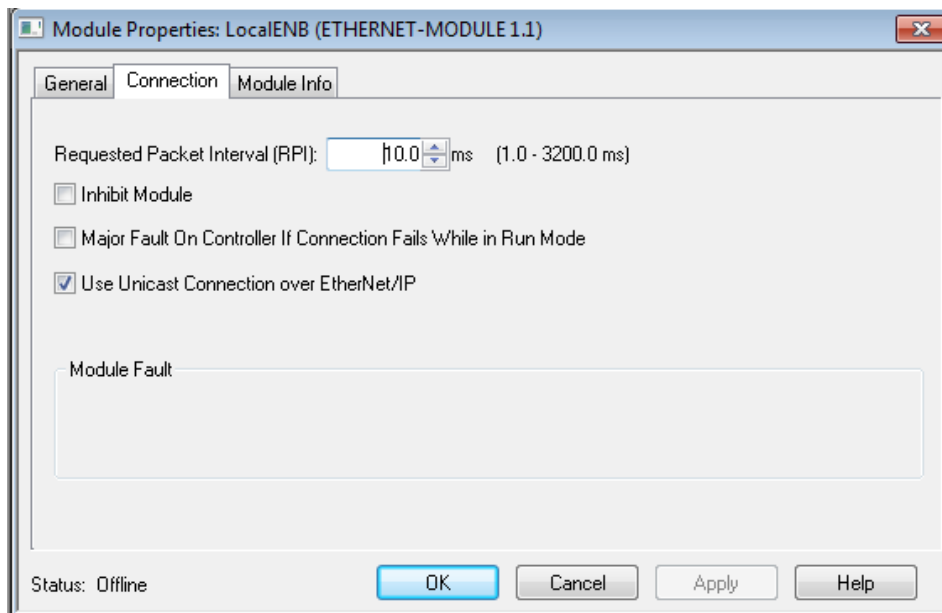 Module Properties: LocalENB (ETHERNET-MODULE 1.1)
General Connection Module Info
Requested Packet Interval (RPI): 10.0 ms (1.0 - 3200.0 ms)
Inhibit Module
Major Fault On Controller If Connection Fails While in Run Mode
Use Unicast Connection over EtherNet/IP
Module Fault
Status: Offline OK Cancel Apply Help